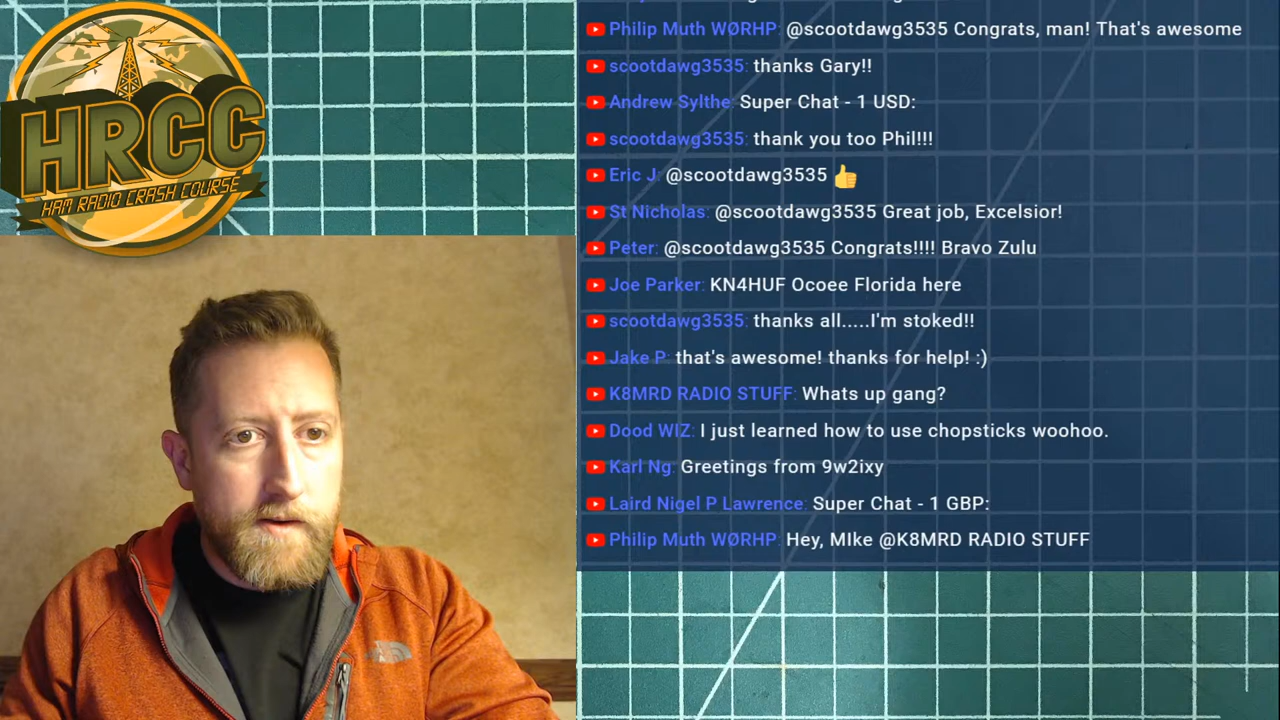 HRCC
HAM RADIO CRASH COURSE
Philip Muth WØRHP: @scootdawg3535 Congrats, man! That's awesome
scootdawg3535: thanks Gary!!
Andrew Sylthe: Super Chat - 1 USD:
scootdawg3535: thank you too Phil!!!
Eric J: @scootdawg3535 👍
St Nicholas: @scootdawg3535 Great job, Excelsior!
Peter: @scootdawg3535 Congrats!!!! Bravo Zulu
Joe Parker: KN4HUF Ocoee Florida here
scootdawg3535: thanks all.....I'm stoked!!
Jake P: that's awesome! thanks for help! :)
K8MRD RADIO STUFF: Whats up gang?
Dood WIZ: I just learned how to use chopsticks woohoo.
Karl Ng: Greetings from 9w2ixy
Laird Nigel P Lawrence: Super Chat - 1 GBP:
Philip Muth WØRHP: Hey, MIke @K8MRD RADIO STUFF